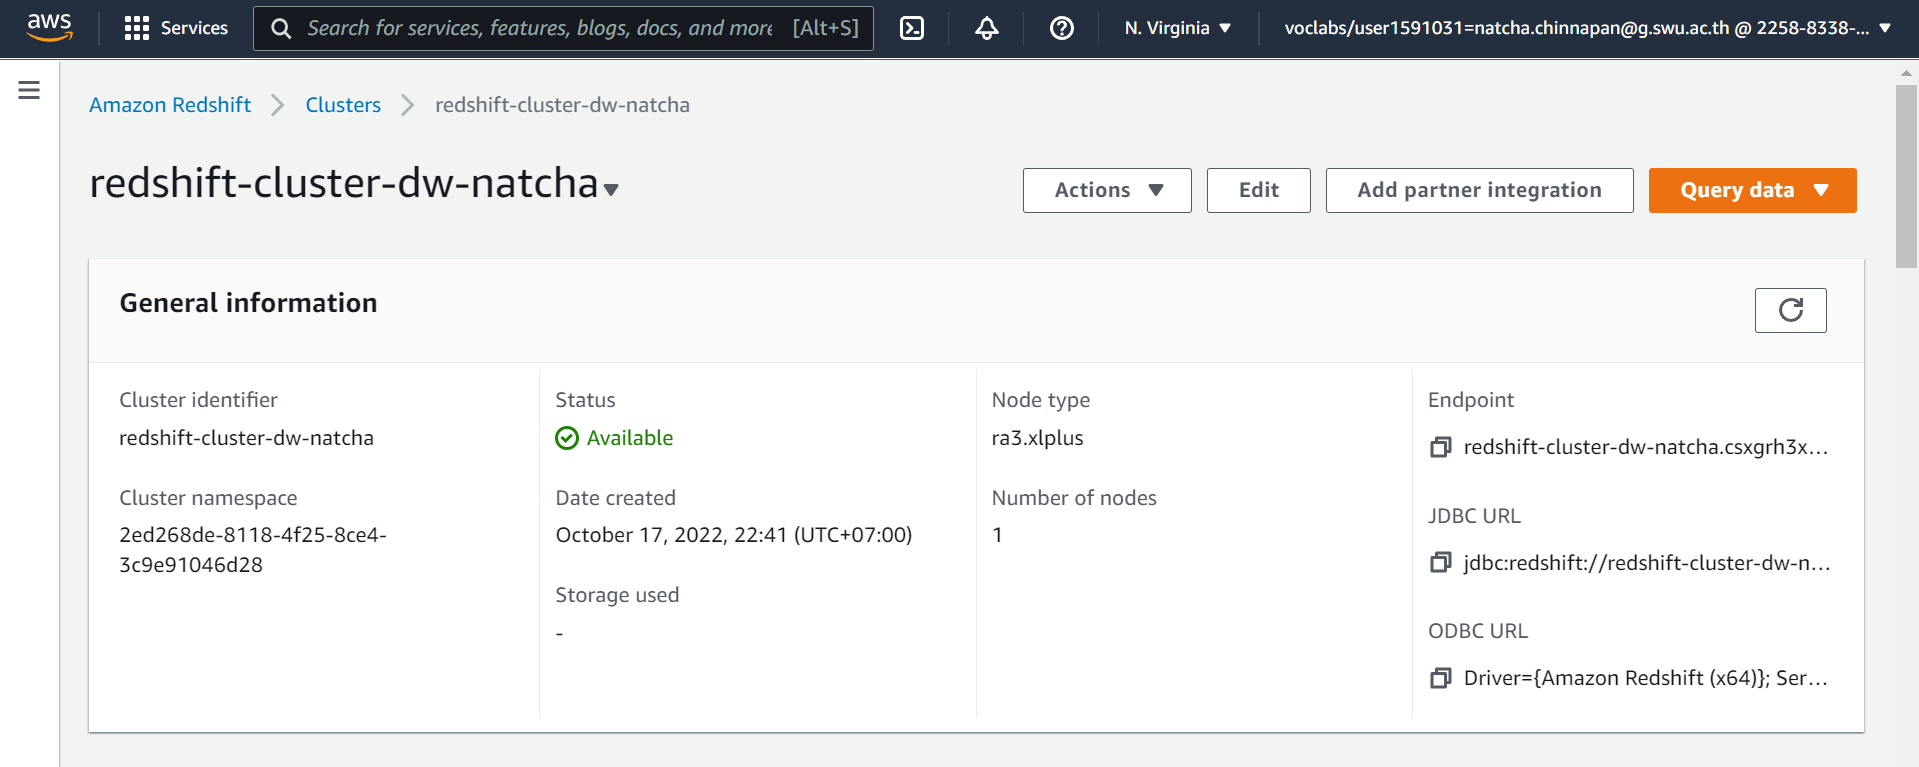 aws
Services
Search for services, features, blogs, docs, and more [Alt+S]
N. Virginia
voclabs/user1591031=natcha.chinnapan@g.swu.ac.th @ 2258-8338-...
Amazon Redshift
Clusters
redshift-cluster-dw-natcha
redshift-cluster-dw-natcha
Actions
Edit
Add partner integration
Query data
General information
Cluster identifier
redshift-cluster-dw-natcha
Cluster namespace
2ed268de-8118-4f25-8ce4-
3c9e91046d28
Status
Available
Date created
October 17, 2022, 22:41 (UTC+07:00)
Storage used
-
Node type
ra3.xlplus
Number of nodes
1
Endpoint
redshift-cluster-dw-natcha.csxgrh3x...
JDBC URL
jdbc:redshift://redshift-cluster-dw-n...
ODBC URL
Driver={Amazon Redshift (x64)}; Ser...